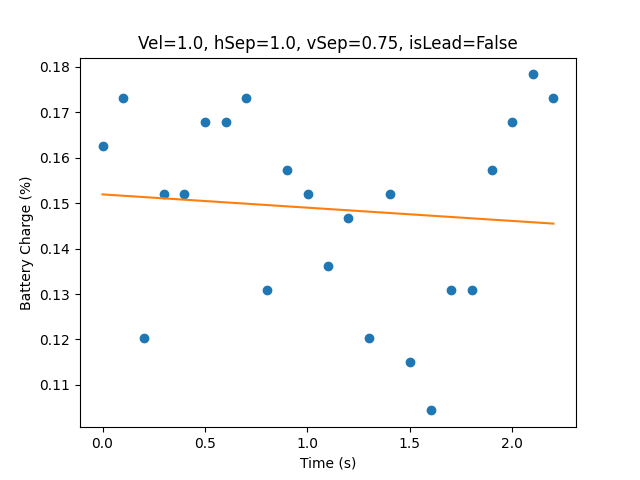 Vel=1.0, hSep=1.0, vSep=0.75, isLead=False
0.18
0.17
0.16
0.15
0.14
0.13
0.12
0.11
Battery Charge (%)
0.0 0.5 1.0 1.5 2.0
Time (s)